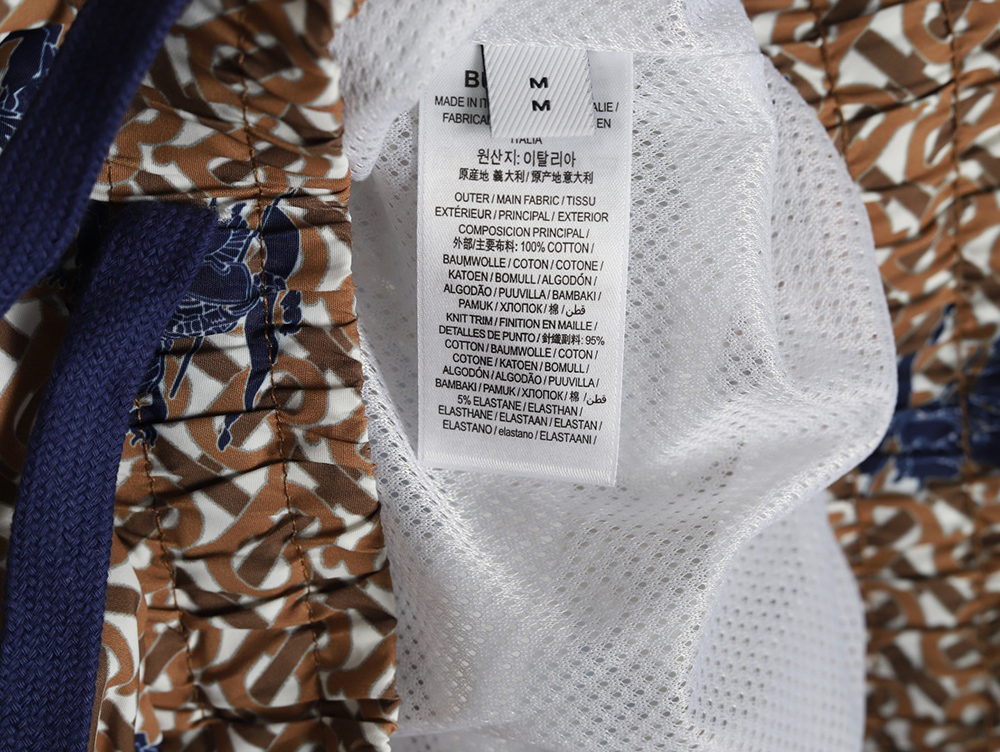 M
M
MADE IN
ALIE /
EN
ITALIA
원산지: 이탈리아
原産地 義大利 / 原产地意大利
OUTER / MAIN FABRIC / TISSU
EXTÉRIEUR / PRINCIPAL / EXTERIOR
COMPOSICION PRINCIPAL /
外部/主要布料: 100% COTTON /
BAUMWOLLE / COTON / COTONE /
KATOEN / BOMULL / ALGODÓN /
ALGODÃO / PUUVILLA / BAMBAKI /
PAMUK / ХЛОПОК / 棉 / قطن /
KNIT TRIM / FINITION EN MAILLE /
DETALLES DE PUNTO / 針織副料: 95%
COTTON / BAUMWOLLE / COTON /
COTONE / KATOEN / BOMULL /
ALGODÓN / ALGODÃO / PUUVILLA /
BAMBAKI / PAMUK / ХЛОПОК / 棉 / قطن /
5% ELASTANE / ELASTHAN /
ELASTHANE / ELASTAAN / ELASTAN /
ELASTANO / elastano / ELASTAANI /